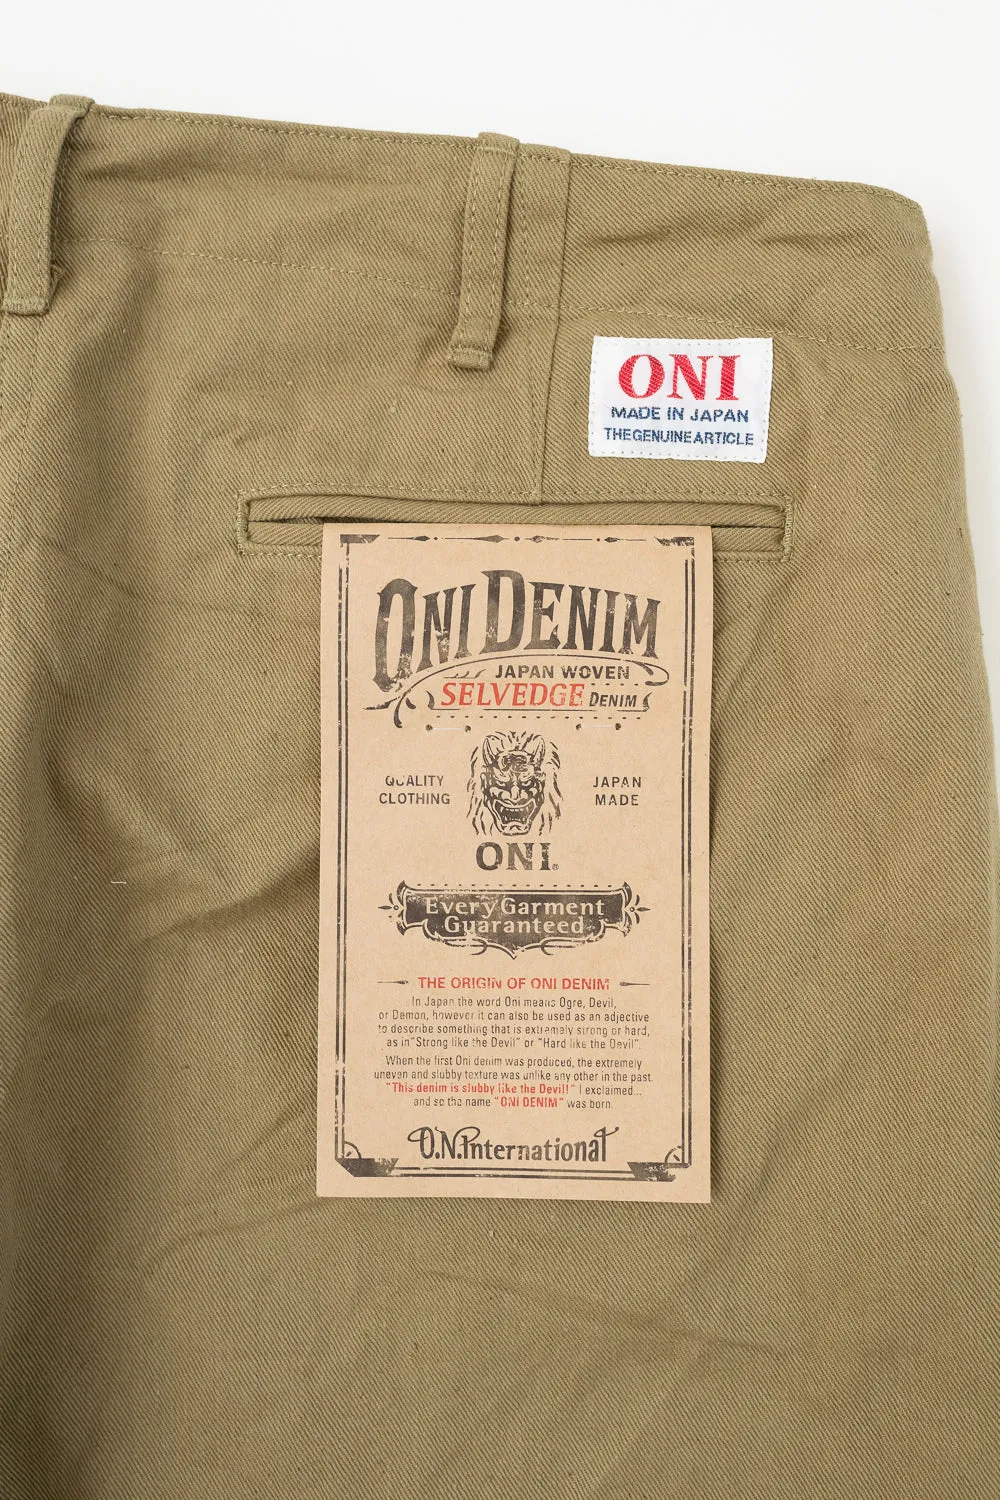 ONI
MADE IN JAPAN
THE GENUINE ARTICLE
ONI DENIM
JAPAN WOVEN
SELVEDGE DENIM
QUALITY
CLOTHING
JAPAN
MADE
ONI®
Every Garment
Guaranteed
THE ORIGIN OF ONI DENIM
In Japan the word Oni means Ogre, Devil,
or Demon, however it can also be used as an adjective
to describe something that is extremely strong or hard,
as in "Strong like the Devil" or "Hard like the Devil".
When the first Oni denim was produced, the extremely
uneven and slubby texture was unlike any other in the past.
"This denim is slubby like the Devil!" I exclaimed...
and so the name "ONI DENIM" was born.
O.N.International